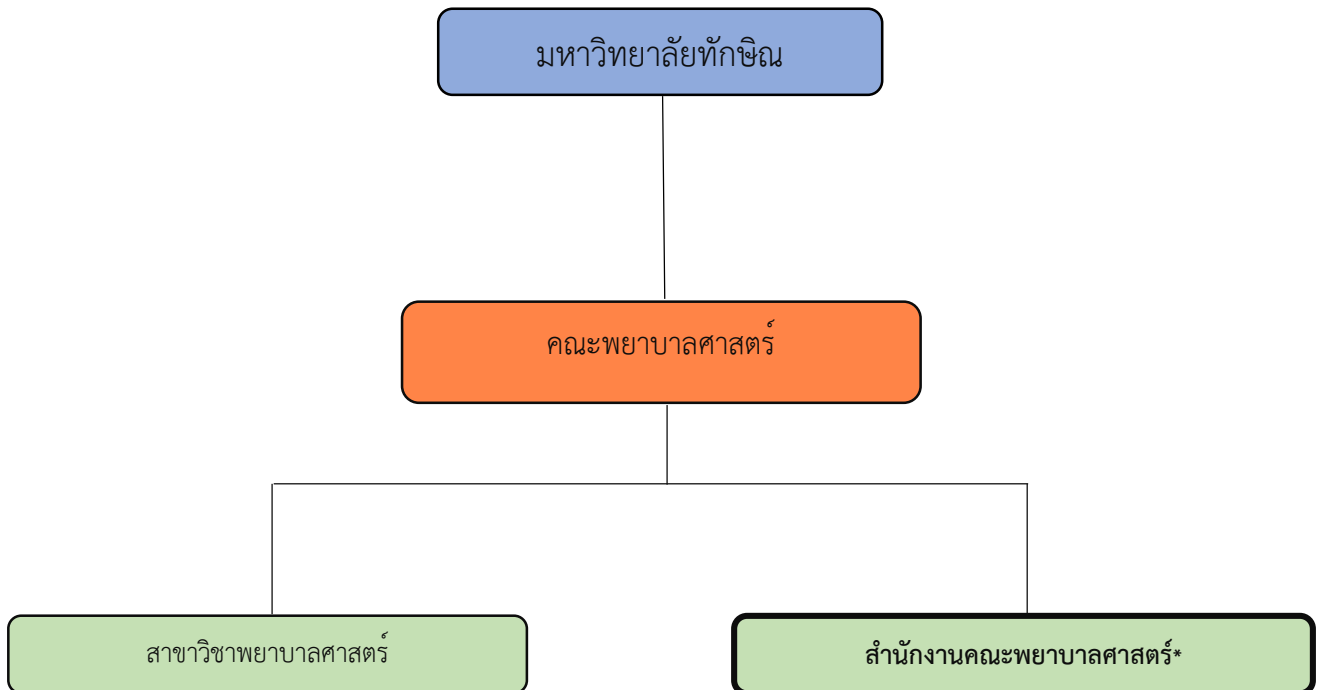 มหาวิทยาลัยทักษิณ
คณะพยาบาลศาสตร์
สาขาวิชาพยาบาลศาสตร์
สำนักงานคณะพยาบาลศาสตร์*